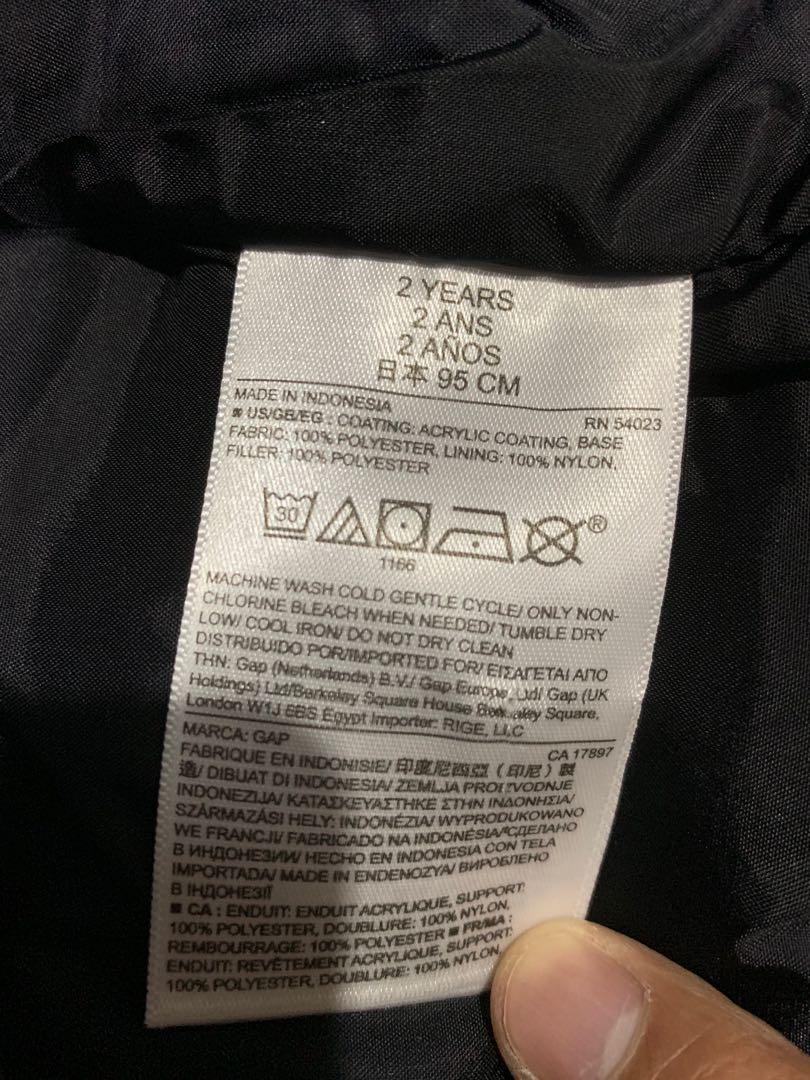 2 YEARS
2 ANS
2 AÑOS
日本 95 CM
MADE IN INDONESIA
RN 54023
■ US/GB/EG : COATING: ACRYLIC COATING, BASE
FABRIC: 100% POLYESTER, LINING: 100% NYLON,
FILLER: 100% POLYESTER
30
®
1166
MACHINE WASH COLD GENTLE CYCLE/ ONLY NON-
CHLORINE BLEACH WHEN NEEDED/ TUMBLE DRY
LOW/ COOL IRON/ DO NOT DRY CLEAN
DISTRIBUIDO POR/IMPORTED FOR/ ΕΙΣΑΓΕΤΑΙ ΑΠΟ
THN: Gap (Netherlands) B.V./ Gap Europe, Gap (UK
Holdings) Ltd/Berkeley Square House Square,
London W1J 6BS Egypt Importer: RIGE, LLC
MARCA: GAP
CA 17897
FABRIQUE EN INDONISIE/ 印度尼西亞 (印尼) 製
造/ DIBUAT DI INDONESIA/ ZEMLJA PROIZVODNJE
INDONEZIJA/ ΚΑΤΑΣΚΕΥΑΣΤΗΚΕ ΣΤΗΝ ΙΝΔΟΝΗΣΙΑ/
SZÁRMAZÁSI HELY: INDONÉZIA/ WYPRODUKOWANO
WE FRANCJI/ FABRICADO NA INDONÉSIA/СДЕЛАНО
В ИНДОНЕЗИИ/ HECHO EN INDONESIA CON TELA
IMPORTADA/ MADE IN ENDENOZYA/ ВИРОБЛЕНО
В ІНДОНЕЗІЇ
■ CA : ENDUIT: ENDUIT ACRYLIQUE, SUPPORT:
100% POLYESTER, DOUBLURE: 100% NYLON,
REMBOURRAGE: 100% POLYESTER ■ FR/MA :
ENDUIT: REVÊTEMENT ACRYLIQUE, SUPPORT:
100% POLYESTER, DOUBLURE: 100% NYLON,